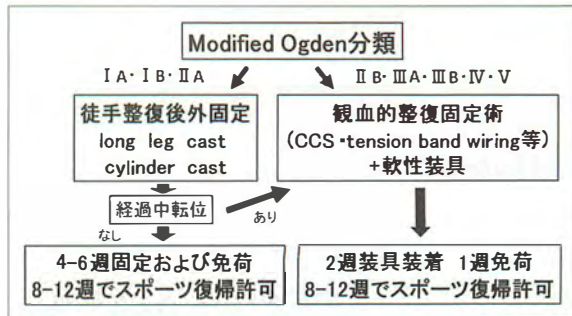 Modified Ogden分類
ⅠA・ⅠB・ⅡA
ⅡB・ⅢA・ⅢB・Ⅳ・Ⅴ
徒手整復後外固定
long leg cast
cylinder cast
観血的整復固定術
(CCS・tension band wiring等)
+軟性装具
経過中転位
あり
なし
4-6週固定および免荷
8-12週でスポーツ復帰許可
2週装具装着 1週免荷
8-12週でスポーツ復帰許可